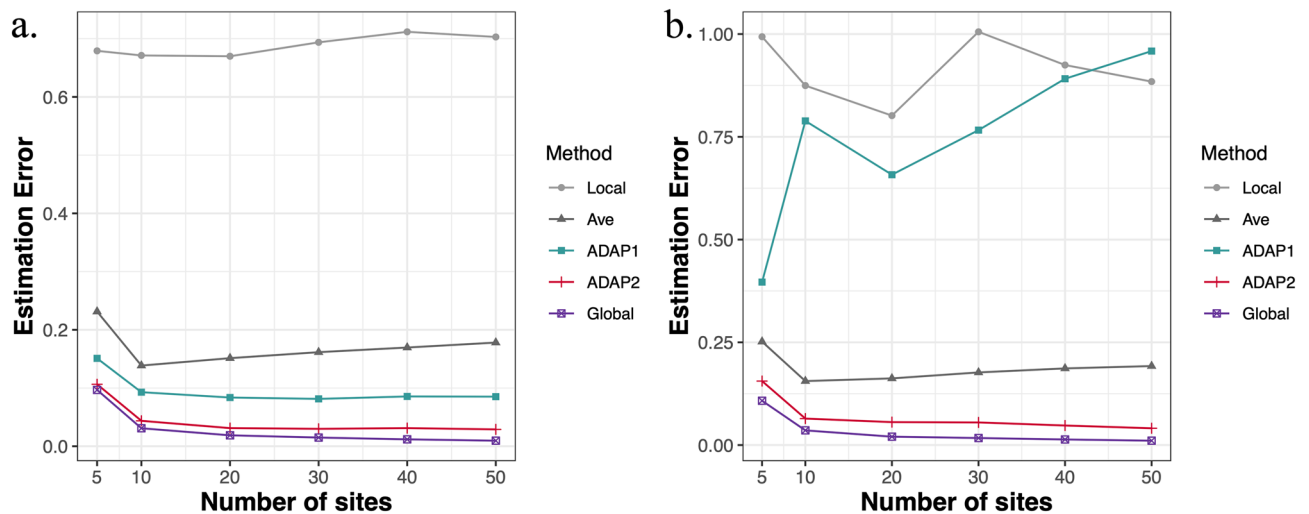 a.
Estimation Error
0.6
0.4
0.2
0.0
5 10 20 30 40 50
Number of sites
Method
Local
Ave
ADAP1
ADAP2
Global
b.
Estimation Error
1.00
0.75
0.50
0.25
0.00
5 10 20 30 40 50
Number of sites
Method
Local
Ave
ADAP1
ADAP2
Global